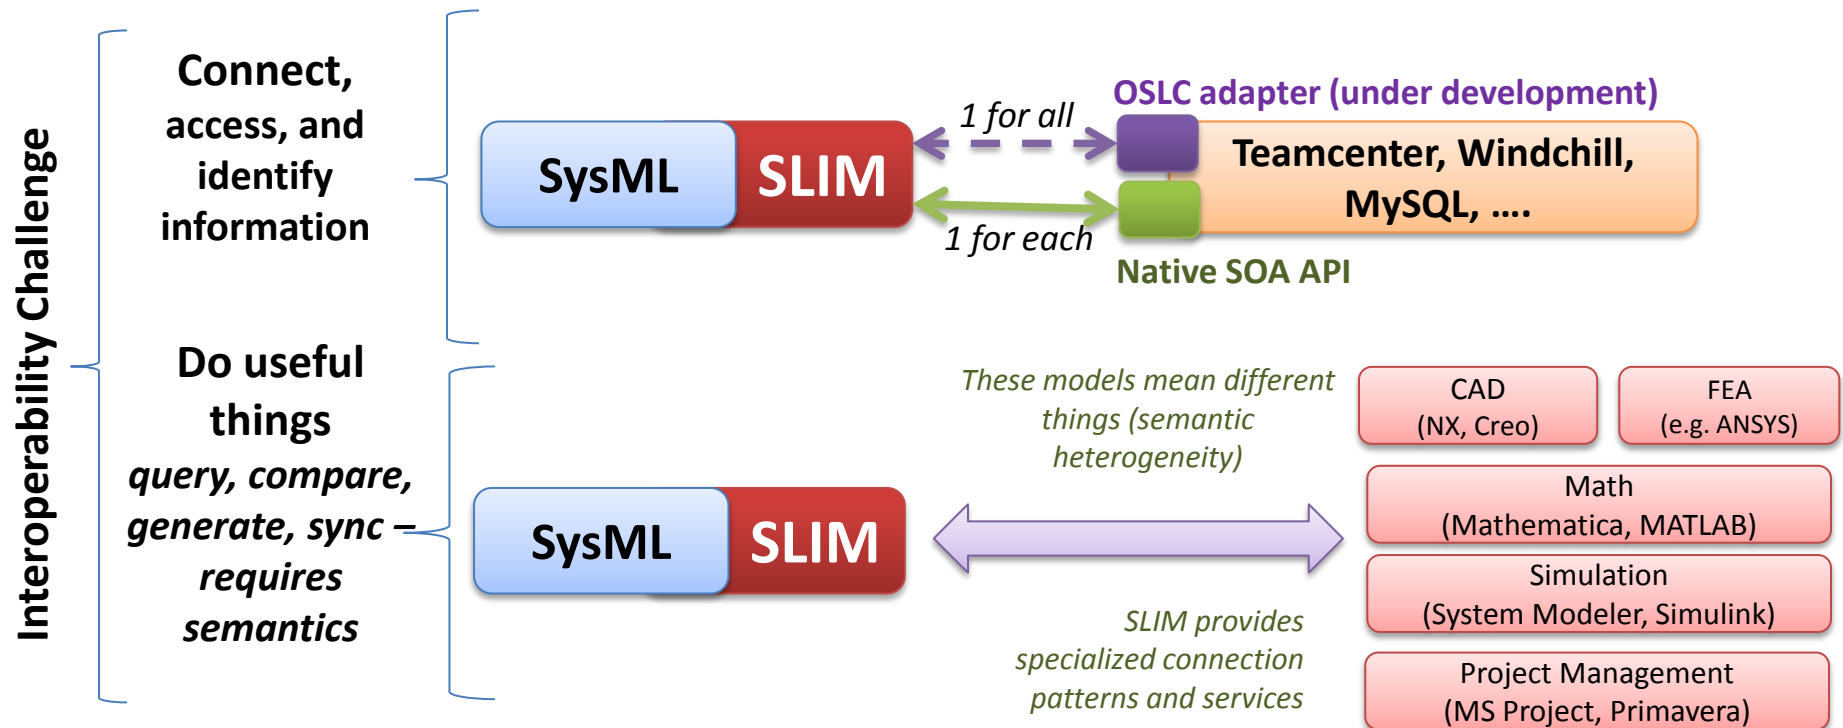 Interoperability Challenge
Connect,
access, and
identify
information
SysML
SLIM
1 for all
1 for each
OSLC adapter (under development)
Teamcenter, Windchill,
MySQL, ....
Native SOA API
Do useful
things
query, compare,
generate, sync –
requires
semantics
SysML
SLIM
These models mean different
things (semantic
heterogeneity)
SLIM provides
specialized connection
patterns and services
CAD
(NX, Creo)
FEA
(e.g. ANSYS)
Math
(Mathematica, MATLAB)
Simulation
(System Modeler, Simulink)
Project Management
(MS Project, Primavera)